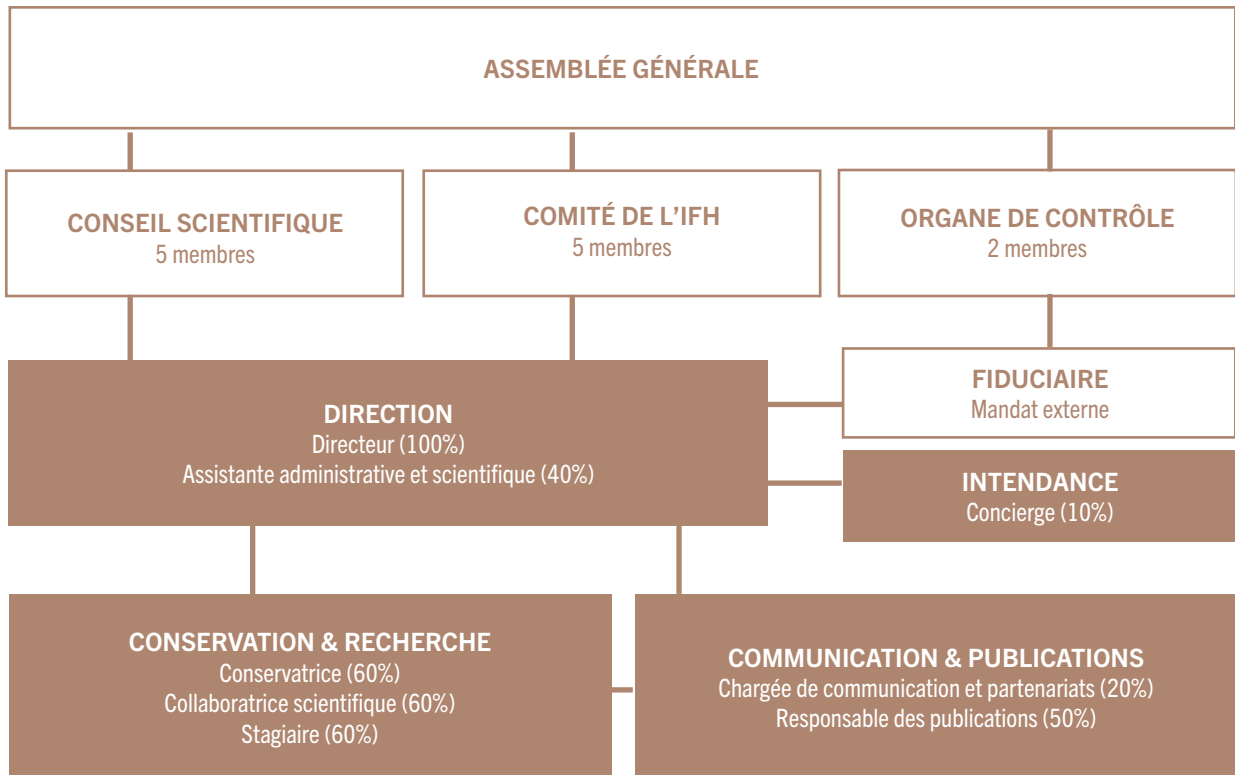 ASSEMBLÉE GÉNÉRALE
CONSEIL SCIENTIFIQUE
5 membres
COMITÉ DE L'IFH
5 membres
ORGANE DE CONTRÔLE
2 membres
DIRECTION
Directeur (100%)
Assistante administrative et scientifique (40%)
FIDUCIAIRE
Mandat externe
INTENDANCE
Concierge (10%)
CONSERVATION & RECHERCHE
Conservatrice (60%)
Collaboratrice scientifique (60%)
Stagiaire (60%)
COMMUNICATION & PUBLICATIONS
Chargée de communication et partenariats (20%)
Responsable des publications (50%)